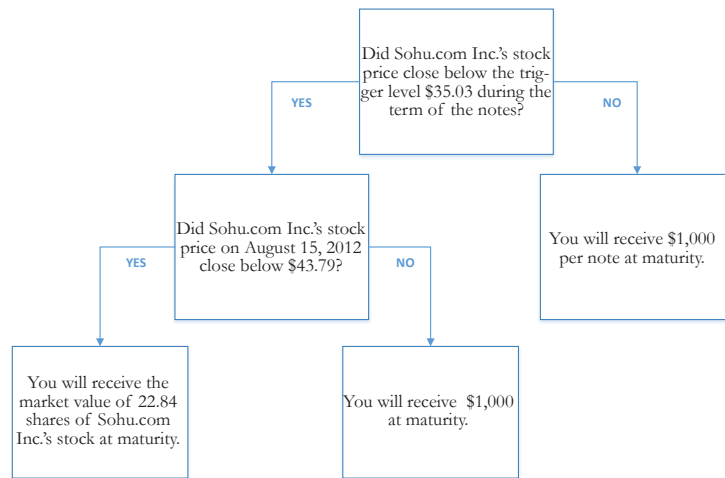 Did Sohu.com Inc.'s stock
price close below the trig-
ger level $35.03 during the
term of the notes?
YES
NO
Did Sohu.com Inc.'s stock
price on August 15, 2012
close below $43.79?
You will receive $1,000
per note at maturity.
YES
NO
You will receive the
market value of 22.84
shares of Sohu.com
Inc.'s stock at maturity.
You will receive $1,000
at maturity.